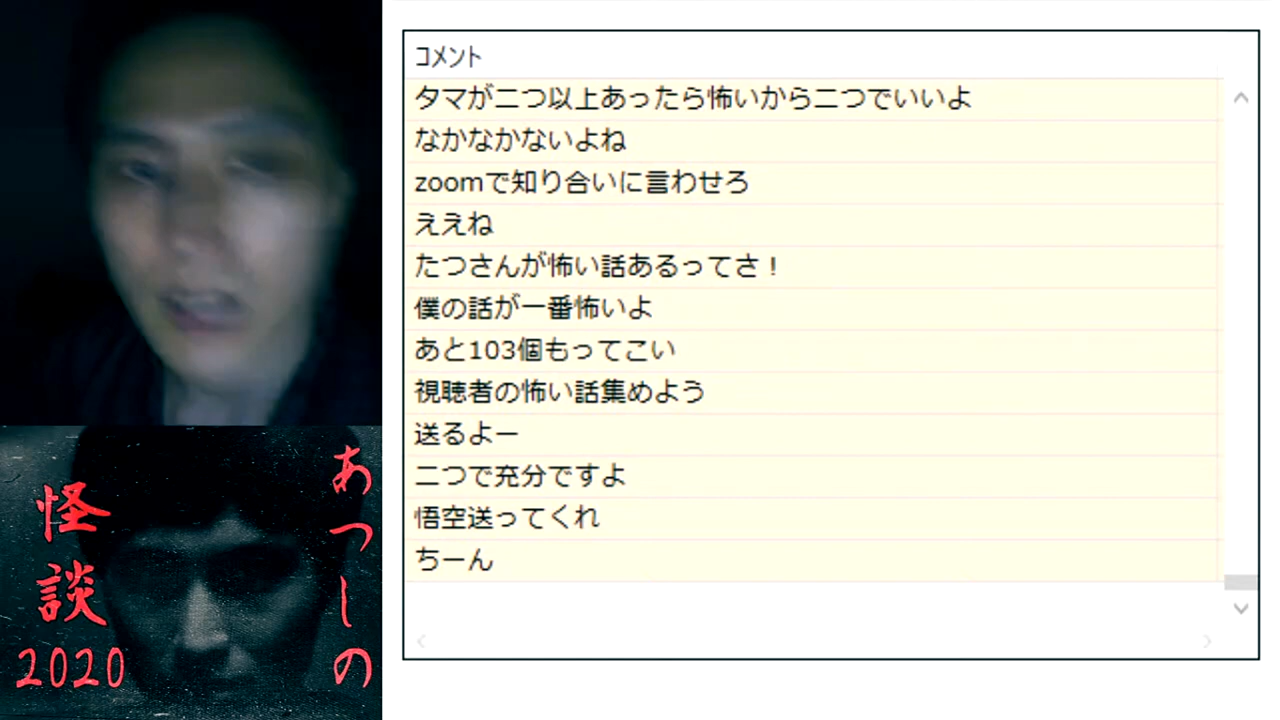 あつしの
怪談
2020
コメント
タマが二つ以上あったら怖いから二つでいいよ
なかなかないよね
zoomで知り合いに言わせろ
ええね
たつさんが怖い話あるってさ！
僕の話が一番怖いよ
あと103個もってこい
視聴者の怖い話集めよう
送るよー
二つで充分ですよ
悟空送ってくれ
ちーん